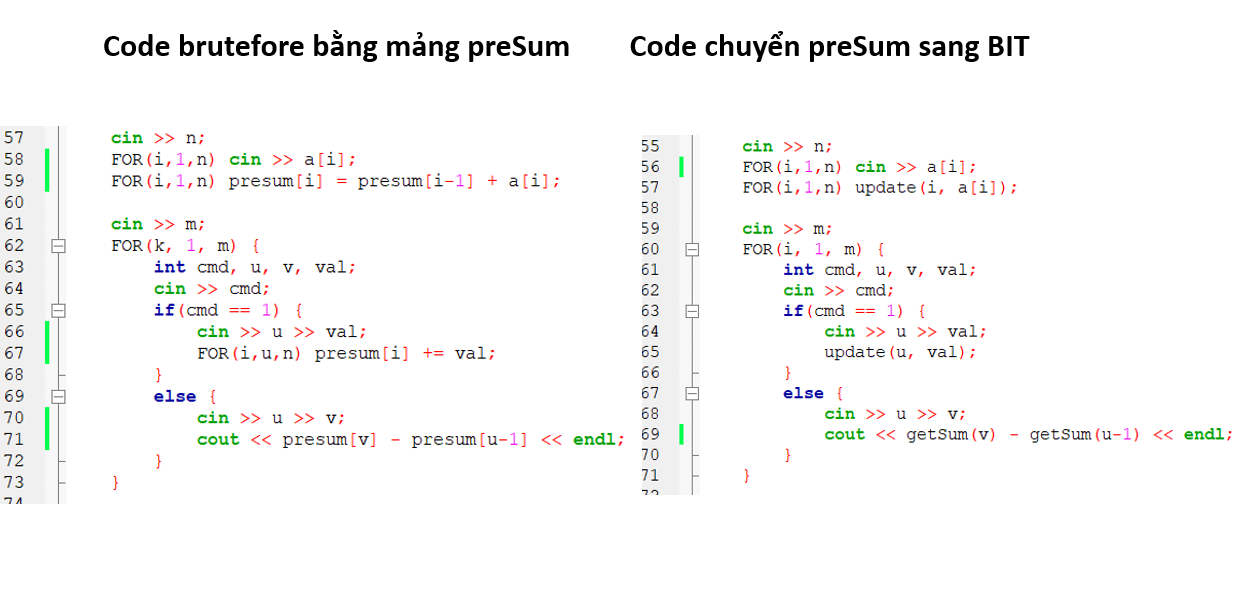 Code brutefore bằng mảng preSum
57 cin >> n;
58 FOR(i,1,n) cin >> a[i];
59 FOR(i,1,n) presum[i] = presum[i-1] + a[i];
60
61 cin >> m;
62 FOR(k, 1, m) {
63 int cmd, u, v, val;
64 cin >> cmd;
65 if(cmd == 1) {
66 cin >> u >> val;
67 FOR(i,u,n) presum[i] += val;
68 }
69 else {
70 cin >> u >> v;
71 cout << presum[v] - presum[u-1] << endl;
72 }
73 }
74
Code chuyển preSum sang BIT
55 cin >> n;
56 FOR(i,1,n) cin >> a[i];
57 FOR(i,1,n) update(i, a[i]);
58
59 cin >> m;
60 FOR(i, 1, m) {
61 int cmd, u, v, val;
62 cin >> cmd;
63 if(cmd == 1) {
64 cin >> u >> val;
65 update(u, val);
66 }
67 else {
68 cin >> u >> v;
69 cout << getSum(v) - getSum(u-1) << endl;
70 }
71 }
72